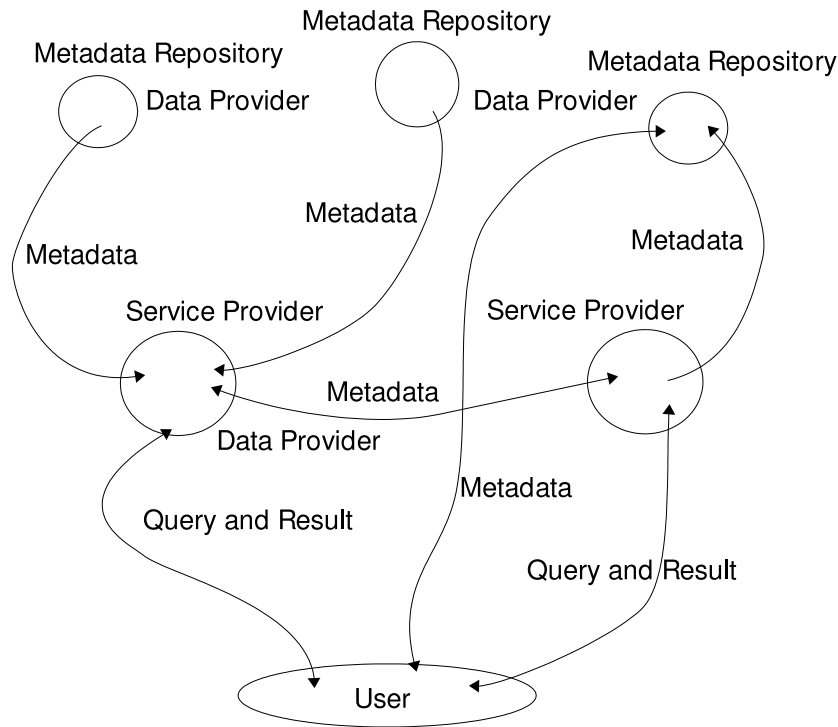 Metadata Repository
Metadata Repository
Metadata Repository
Data Provider
Data Provider
Metadata
Metadata
Metadata
Service Provider
Service Provider
Metadata
Data Provider
Metadata
Query and Result
Query and Result
User